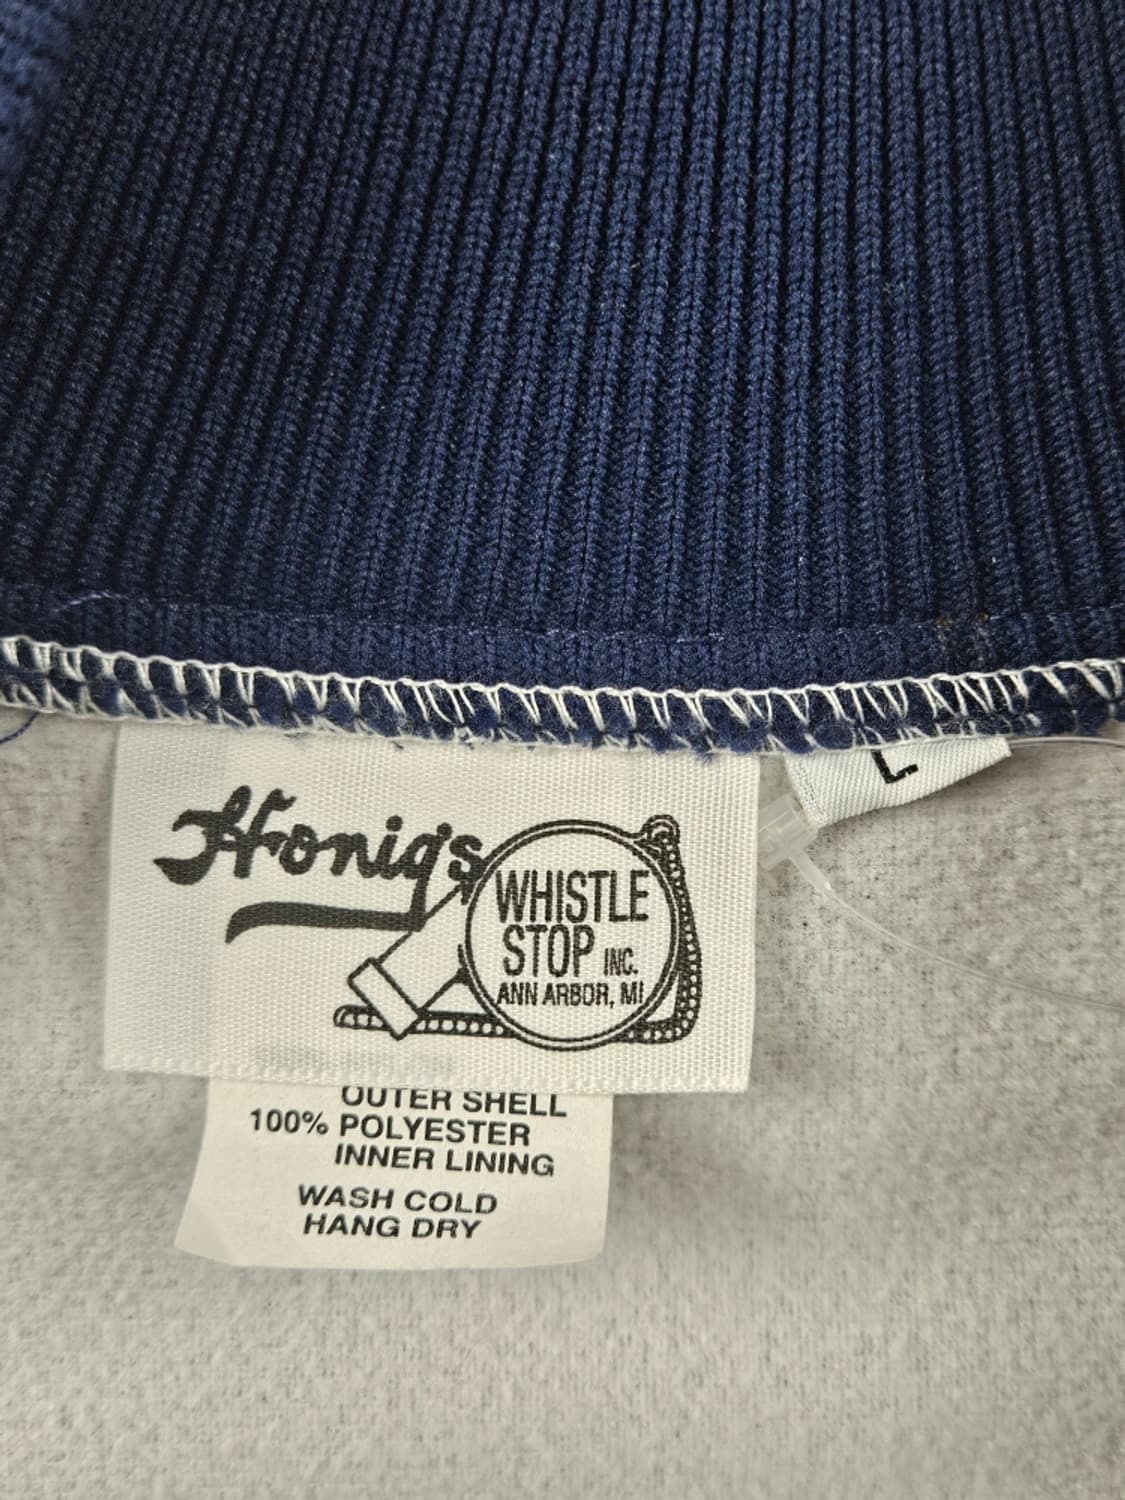 Honig's
WHISTLE
STOP INC.
ANN ARBOR, MI
L
OUTER SHELL
100% POLYESTER
INNER LINING
WASH COLD
HANG DRY